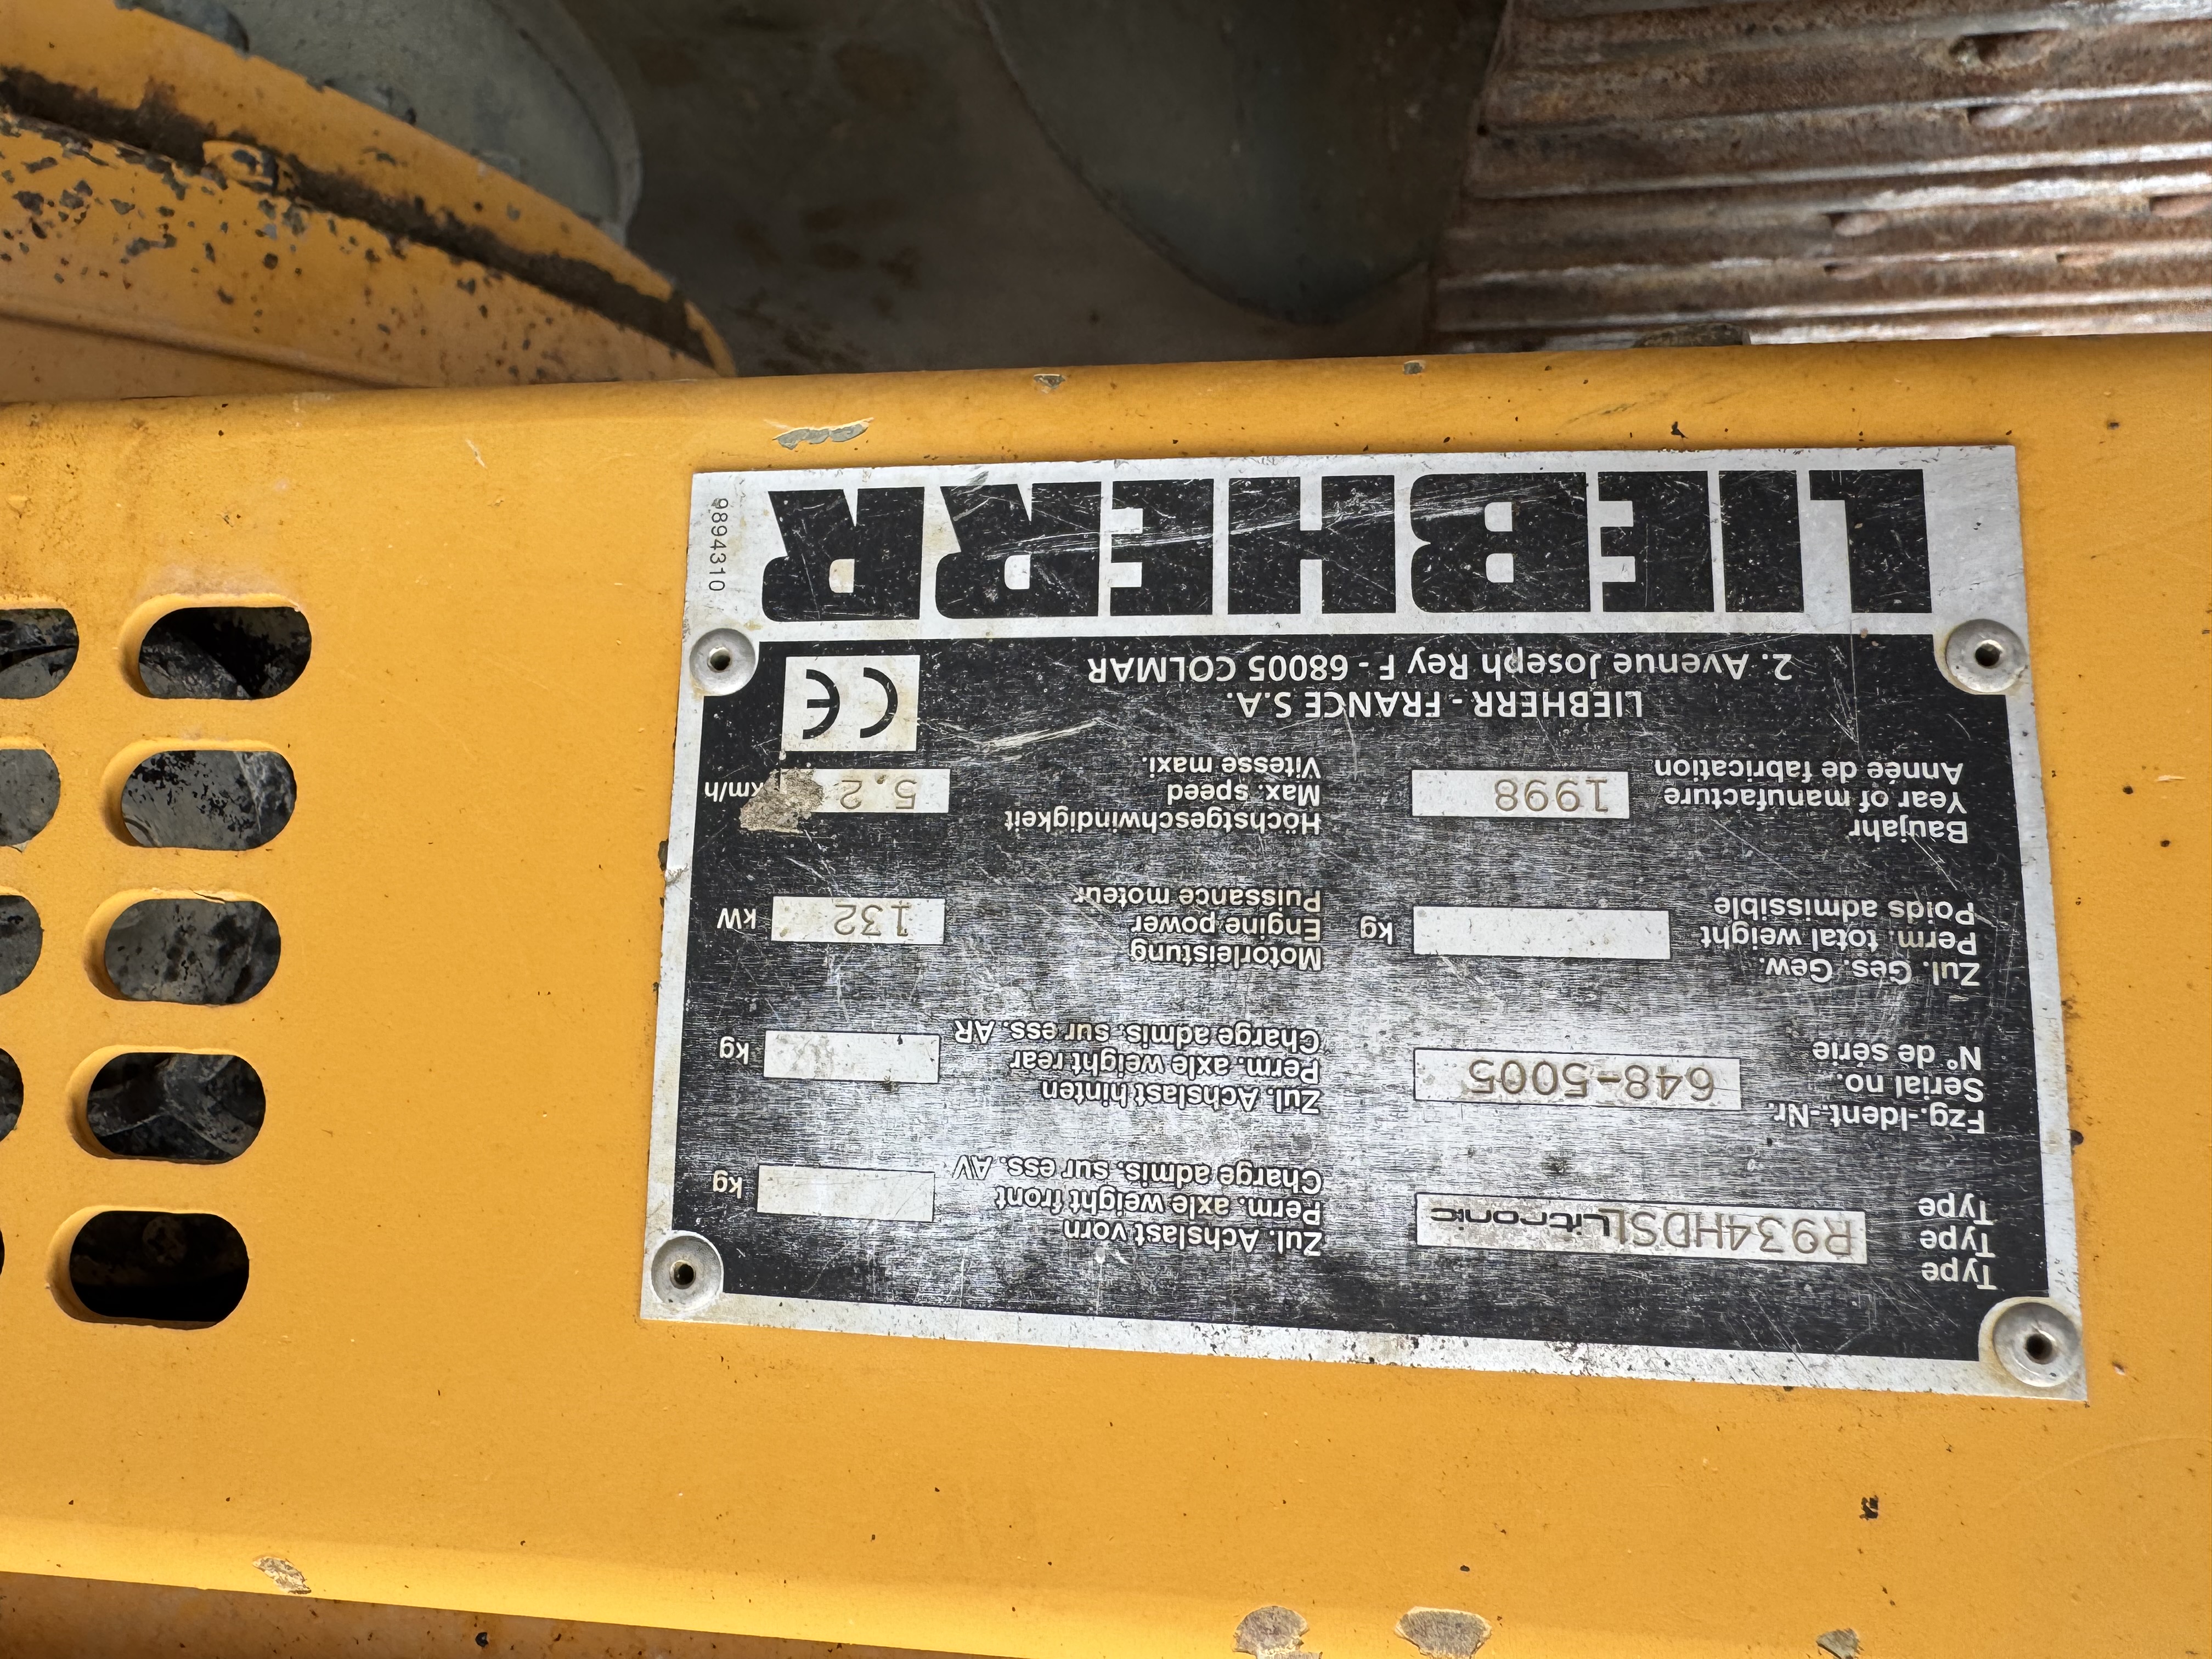 Type
Type
Type
R934HDSL Litronic
Zul. Achslast vorn
Perm. axle weight front
Charge admis. sur ess. AV
kg
Fzg.-Ident.-Nr.
Serial no.
N° de série
648-5005
Zul. Achslast hinten
Perm. axle weight rear
Charge admis. sur ess. AR
kg
Zul. Ges. Gew.
Perm. total weight
Poids admissible
kg
Motorleistung
Engine power
Puissance moteur
132 kW
Baujahr
Year of manufacture
Année de fabrication
1998
Höchstgeschwindigkeit
Max. speed
Vitesse maxi.
5.2 km/h
LIEBHERR - FRANCE S.A.
2. Avenue Joseph Rey F - 68005 COLMAR
CE
LIEBHERR
9894310